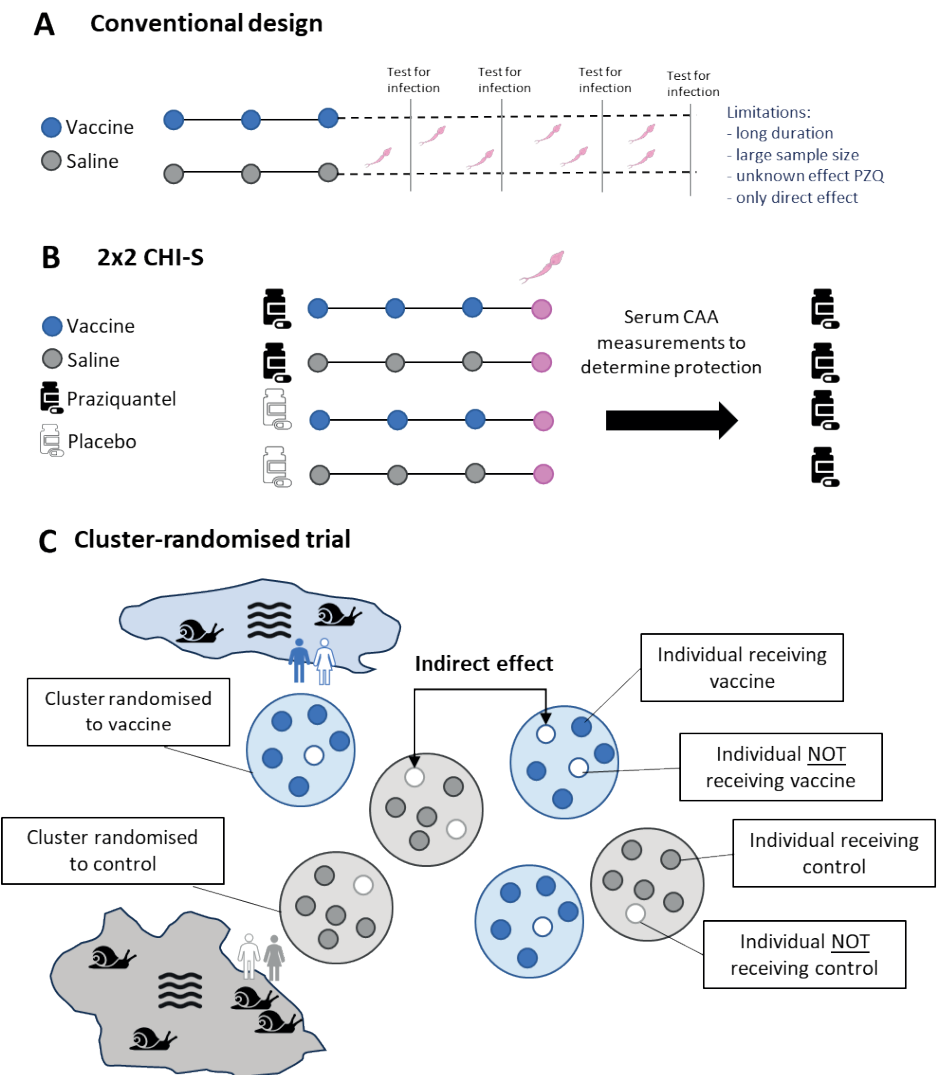 A Conventional design
Test for
infection
Test for
infection
Test for
infection
Test for
infection
Vaccine
Saline
Limitations:
- long duration
- large sample size
- unknown effect PZQ
- only direct effect
B 2x2 CHI-S
Vaccine
Saline
Praziquantel
Placebo
Serum CAA
measurements to
determine protection
C Cluster-randomised trial
Indirect effect
Individual receiving
vaccine
Cluster randomised
to vaccine
Individual NOT
receiving vaccine
Cluster randomised
to control
Individual receiving
control
Individual NOT
receiving control